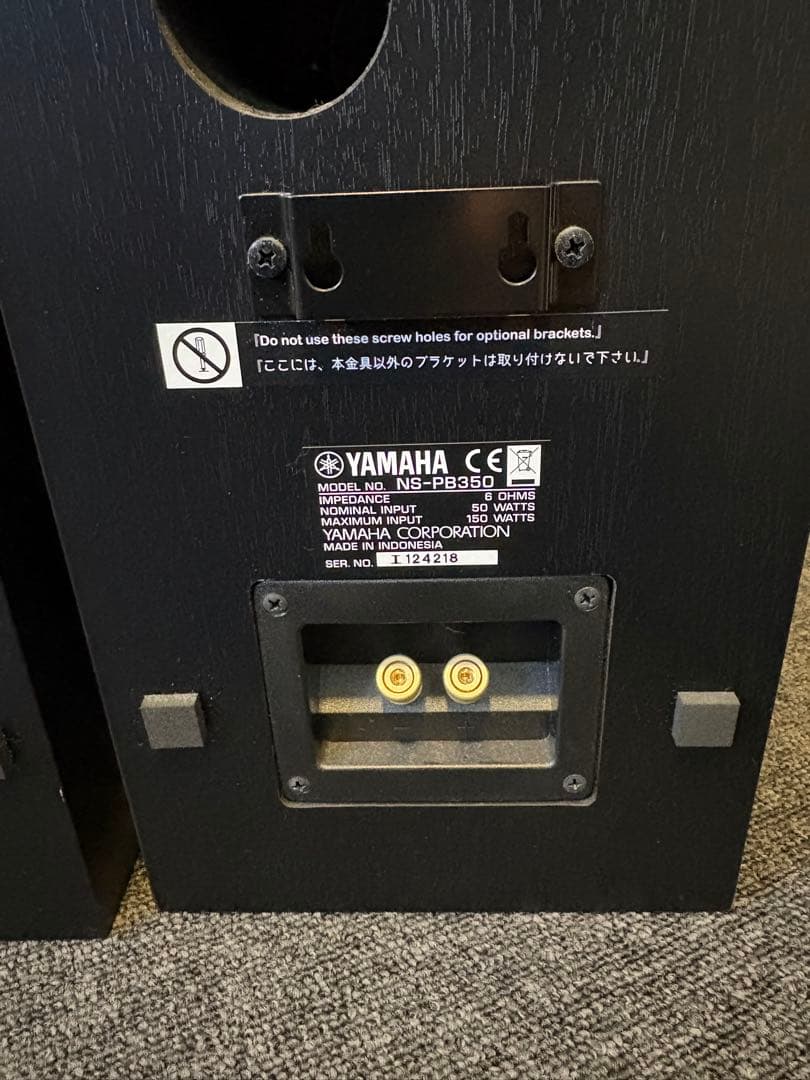 『Do not use these screw holes for optional brackets.』
『ここには、本金具以外のブラケットは取り付けないで下さい。』
YAMAHA CE
MODEL NO. NS-PB350
IMPEDANCE 6 OHMS
NOMINAL INPUT 50 WATTS
MAXIMUM INPUT 150 WATTS
YAMAHA CORPORATION
MADE IN INDONESIA
SER. NO. I 124218